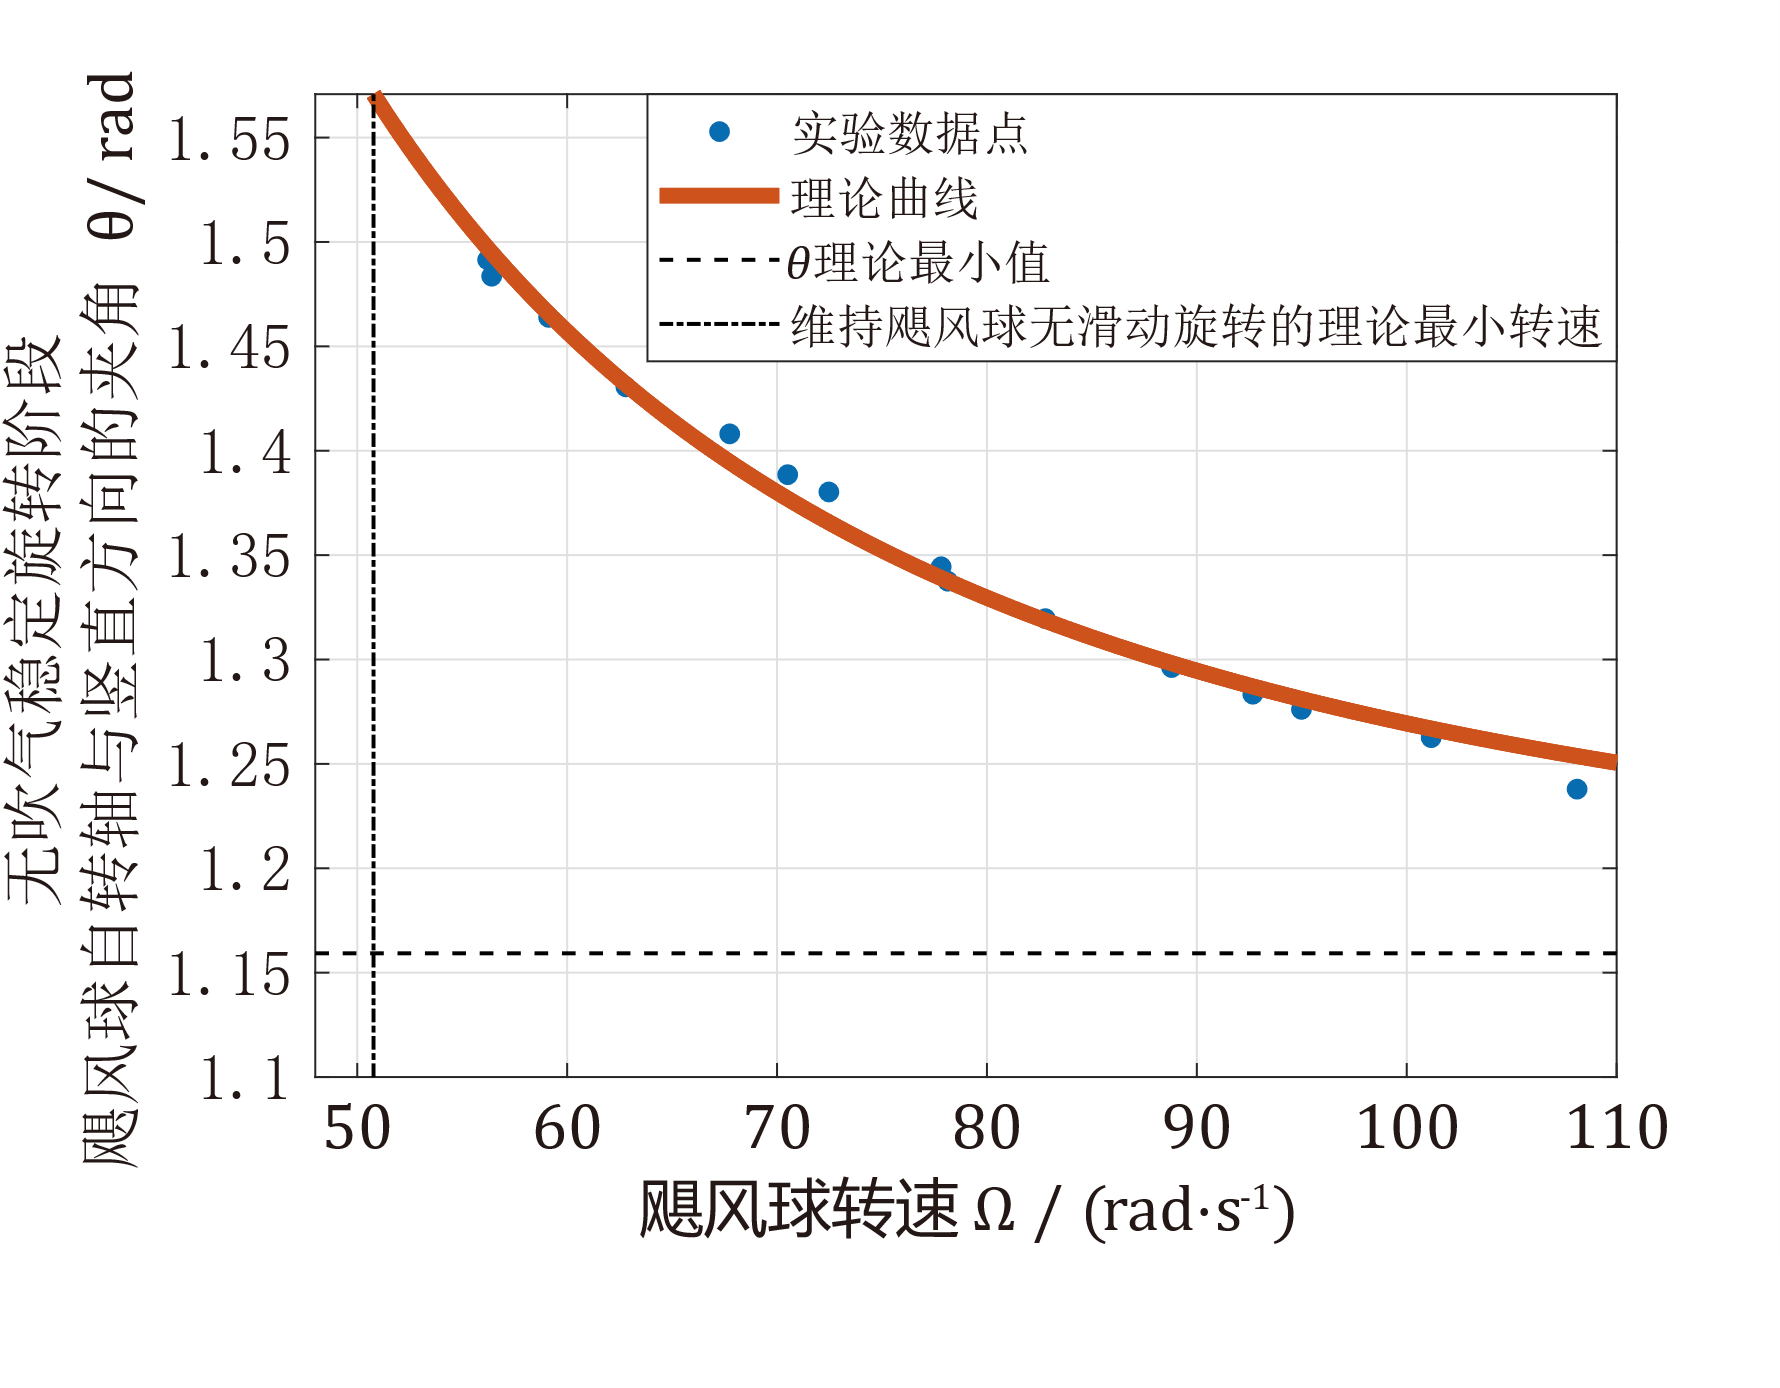 无吹气稳定旋转阶段
飓风球自转轴与竖直方向的夹角 θ/ rad
1.55
1.5
1.45
1.4
1.35
1.3
1.25
1.2
1.15
1.1
实验数据点
理论曲线
θ理论最小值
维持飓风球无滑动旋转的理论最小转速
50 60 70 80 90 100 110
飓风球转速 Ω / (rad·s⁻¹)